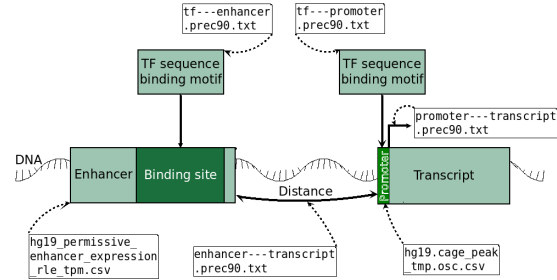 tf---enhancer
.prec90.txt
tf---promoter
.prec90.txt
TF sequence
binding motif
TF sequence
binding motif
promoter---transcript
.prec90.txt
DNA
Enhancer
Binding site
Promoter
Transcript
Distance
hg19_permissive_
enhancer_expression
_rle_tpm.csv
enhancer---transcript
.prec90.txt
hg19.cage_peak
_tmp.osc.csv